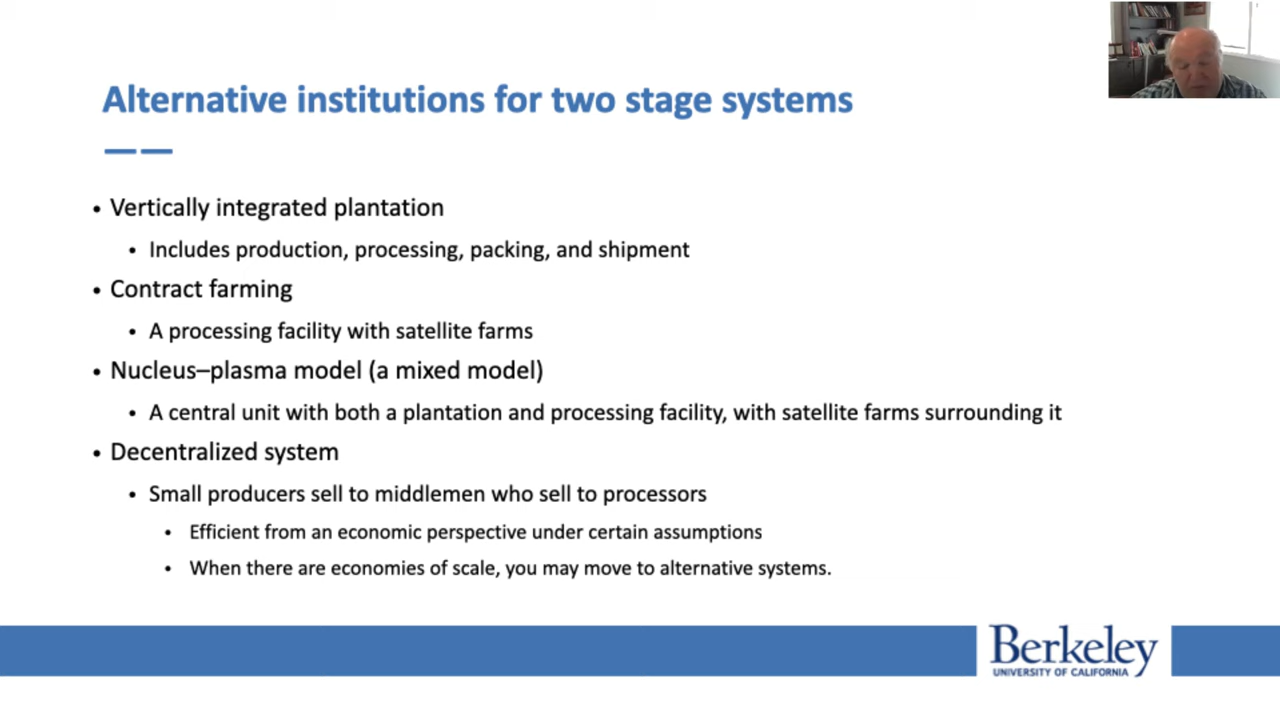 Alternative institutions for two stage systems
• Vertically integrated plantation
• Includes production, processing, packing, and shipment
• Contract farming
• A processing facility with satellite farms
• Nucleus–plasma model (a mixed model)
• A central unit with both a plantation and processing facility, with satellite farms surrounding it
• Decentralized system
• Small producers sell to middlemen who sell to processors
• Efficient from an economic perspective under certain assumptions
• When there are economies of scale, you may move to alternative systems.
Berkeley
UNIVERSITY OF CALIFORNIA